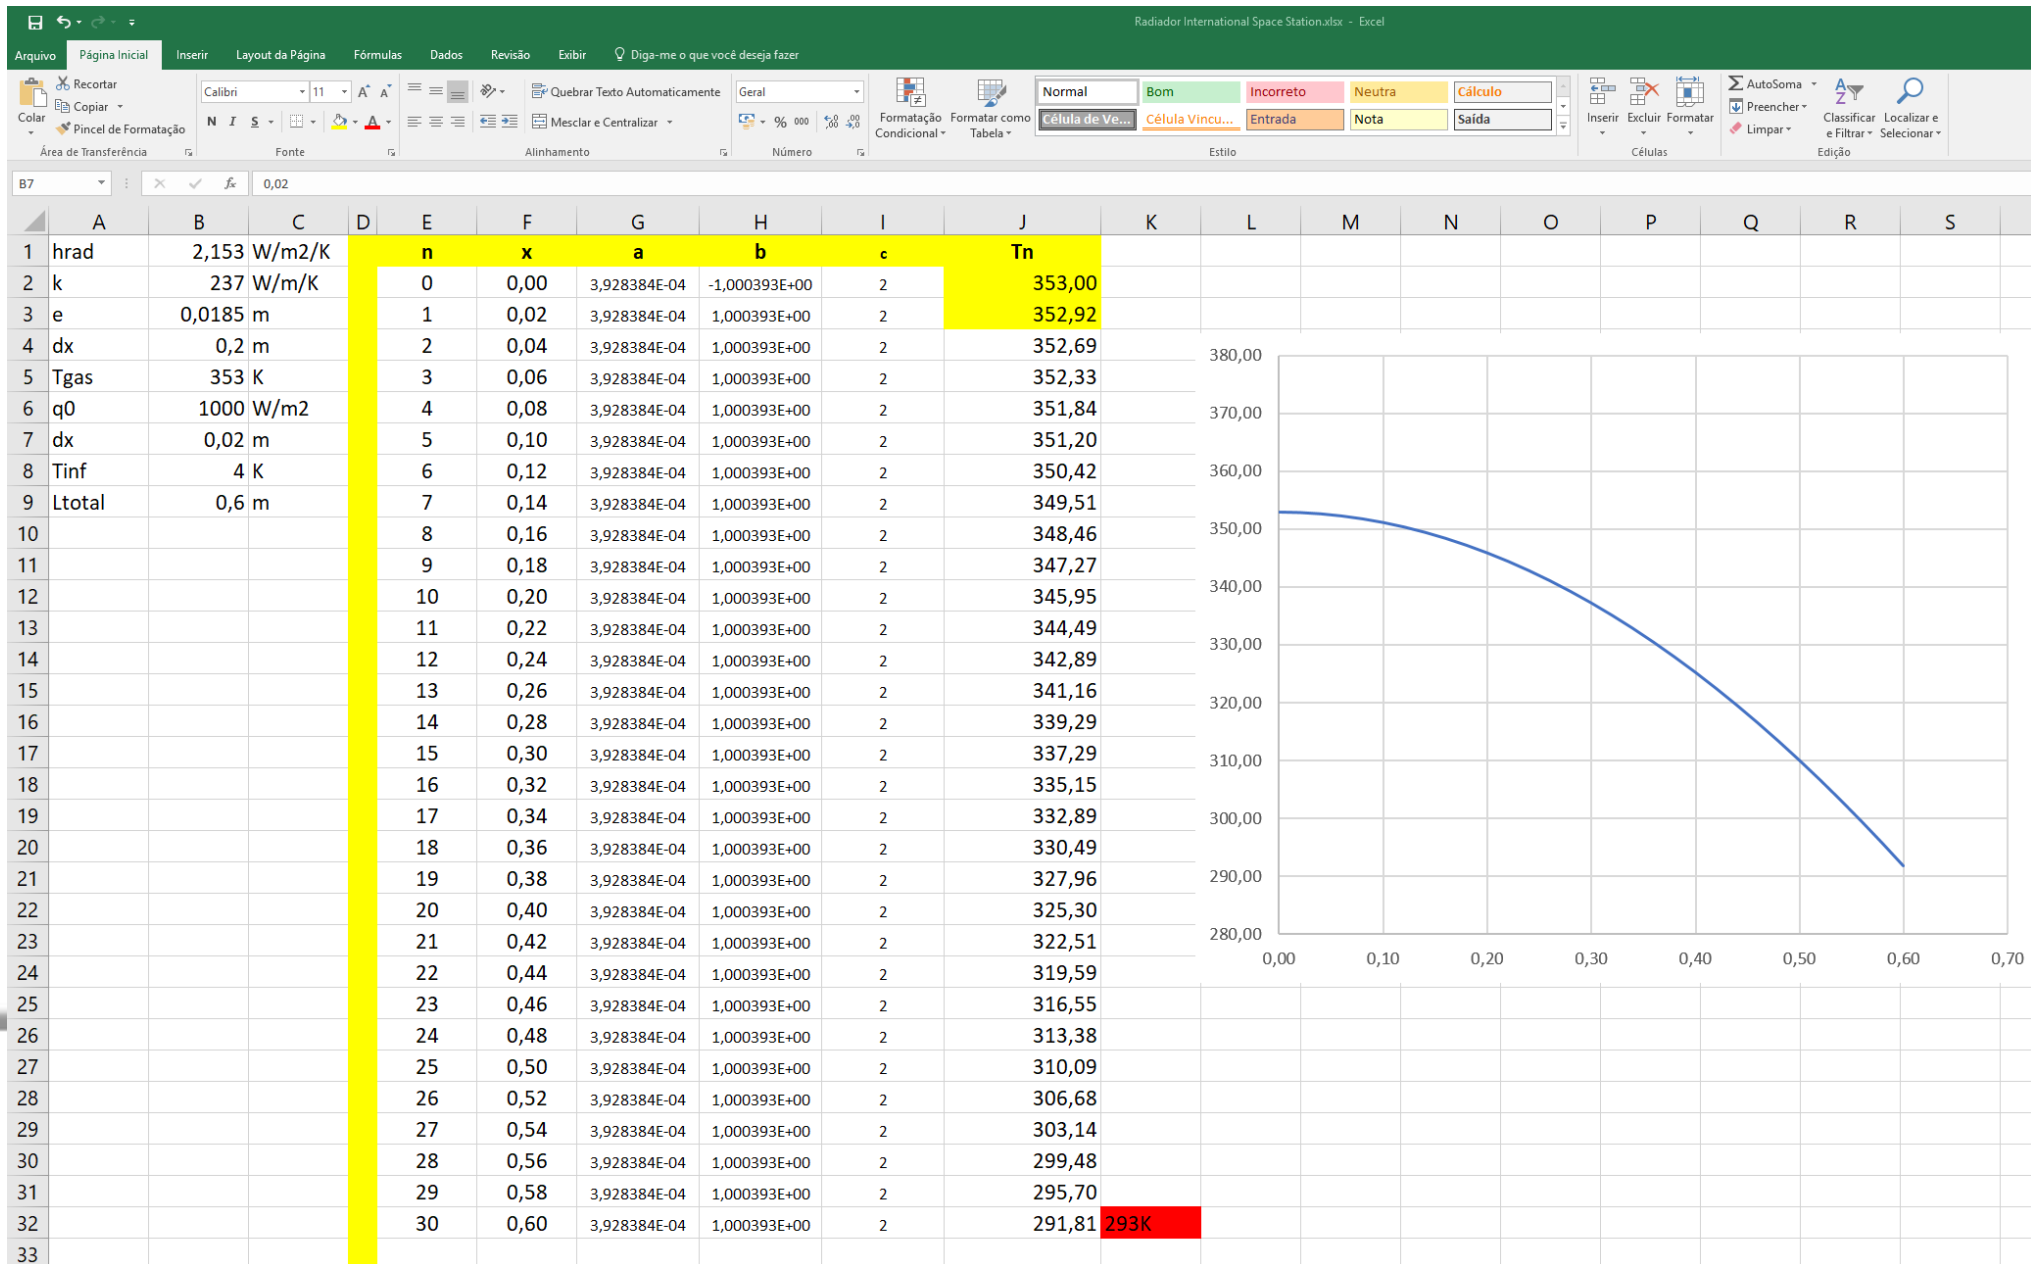 Radiador International Space Station.xlsx - Excel
Arquivo Página Inicial Inserir Layout da Página Fórmulas Dados Revisão Exibir Diga-me o que você deseja fazer
Colar Recortar Copiar Pincel de Formatação
Calibri 11
N I S
Quebrar Texto Automaticamente
Mesclar e Centralizar
Geral
% 000
Formatação Condicional
Formatar como Tabela
Normal Bom Incorreto Neutra Cálculo
Célula de Ve... Célula Vincu... Entrada Nota Saída
Inserir Excluir Formatar
AutoSoma
Preencher
Limpar
Classificar e Filtrar
Localizar e Selecionar
Área de Transferência Fonte Alinhamento Número Estilo Células Edição
B7 fx 0,02
A B C D E F G H I J K L M N O P Q R S
1 hrad 2,153 W/m2/K n x a b c Tn
2 k 237 W/m/K 0 0,00 3,928384E-04 -1,000393E+00 2 353,00
3 e 0,0185 m 1 0,02 3,928384E-04 1,000393E+00 2 352,92
4 dx 0,2 m 2 0,04 3,928384E-04 1,000393E+00 2 352,69
5 Tgas 353 K 3 0,06 3,928384E-04 1,000393E+00 2 352,33
6 q0 1000 W/m2 4 0,08 3,928384E-04 1,000393E+00 2 351,84
7 dx 0,02 m 5 0,10 3,928384E-04 1,000393E+00 2 351,20
8 Tinf 4 K 6 0,12 3,928384E-04 1,000393E+00 2 350,42
9 Ltotal 0,6 m 7 0,14 3,928384E-04 1,000393E+00 2 349,51
10 8 0,16 3,928384E-04 1,000393E+00 2 348,46
11 9 0,18 3,928384E-04 1,000393E+00 2 347,27
12 10 0,20 3,928384E-04 1,000393E+00 2 345,95
13 11 0,22 3,928384E-04 1,000393E+00 2 344,49
14 12 0,24 3,928384E-04 1,000393E+00 2 342,89
15 13 0,26 3,928384E-04 1,000393E+00 2 341,16
16 14 0,28 3,928384E-04 1,000393E+00 2 339,29
17 15 0,30 3,928384E-04 1,000393E+00 2 337,29
18 16 0,32 3,928384E-04 1,000393E+00 2 335,15
19 17 0,34 3,928384E-04 1,000393E+00 2 332,89
20 18 0,36 3,928384E-04 1,000393E+00 2 330,49
21 19 0,38 3,928384E-04 1,000393E+00 2 327,96
22 20 0,40 3,928384E-04 1,000393E+00 2 325,30
23 21 0,42 3,928384E-04 1,000393E+00 2 322,51
24 22 0,44 3,928384E-04 1,000393E+00 2 319,59
25 23 0,46 3,928384E-04 1,000393E+00 2 316,55
26 24 0,48 3,928384E-04 1,000393E+00 2 313,38
27 25 0,50 3,928384E-04 1,000393E+00 2 310,09
28 26 0,52 3,928384E-04 1,000393E+00 2 306,68
29 27 0,54 3,928384E-04 1,000393E+00 2 303,14
30 28 0,56 3,928384E-04 1,000393E+00 2 299,48
31 29 0,58 3,928384E-04 1,000393E+00 2 295,70
32 30 0,60 3,928384E-04 1,000393E+00 2 291,81 293K
33
380,00
370,00
360,00
350,00
340,00
330,00
320,00
310,00
300,00
290,00
280,00
0,00 0,10 0,20 0,30 0,40 0,50 0,60 0,70